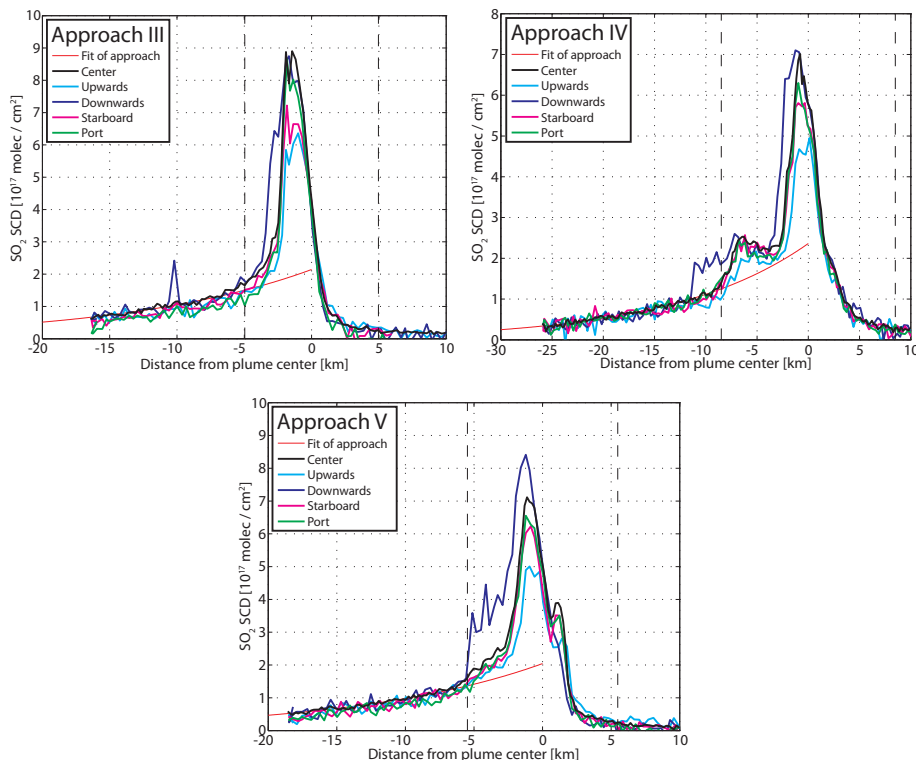 Approach III
Fit of approach
Center
Upwards
Downwards
Starboard
Port
SO₂ SCD [10¹⁷ molec / cm²]
10
9
8
7
6
5
4
3
2
1
0
-20 -15 -10 -5 0 5 10
Distance from plume center [km]
Approach IV
Fit of approach
Center
Upwards
Downwards
Starboard
Port
SO₂ SCD [10¹⁷ molec / cm²]
8
7
6
5
4
3
2
1
0
-30 -25 -20 -15 -10 -5 0 5 10
Distance from plume center [km]
Approach V
Fit of approach
Center
Upwards
Downwards
Starboard
Port
SO₂ SCD [10¹⁷ molec / cm²]
10
9
8
7
6
5
4
3
2
1
0
-20 -15 -10 -5 0 5 10
Distance from plume center [km]